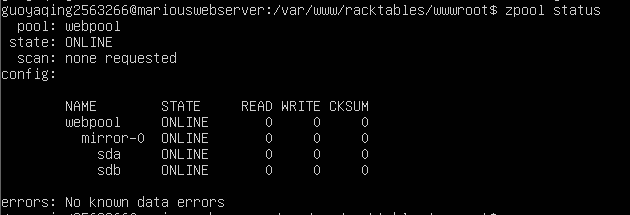 guoyaqing2563266@mariouswebserver:/var/www/racktables/wwwroot$ zpool status
pool: webpool
state: ONLINE
scan: none requested
config:
NAME STATE READ WRITE CKSUM
webpool ONLINE 0 0 0
mirror-0 ONLINE 0 0 0
sda ONLINE 0 0 0
sdb ONLINE 0 0 0
errors: No known data errors